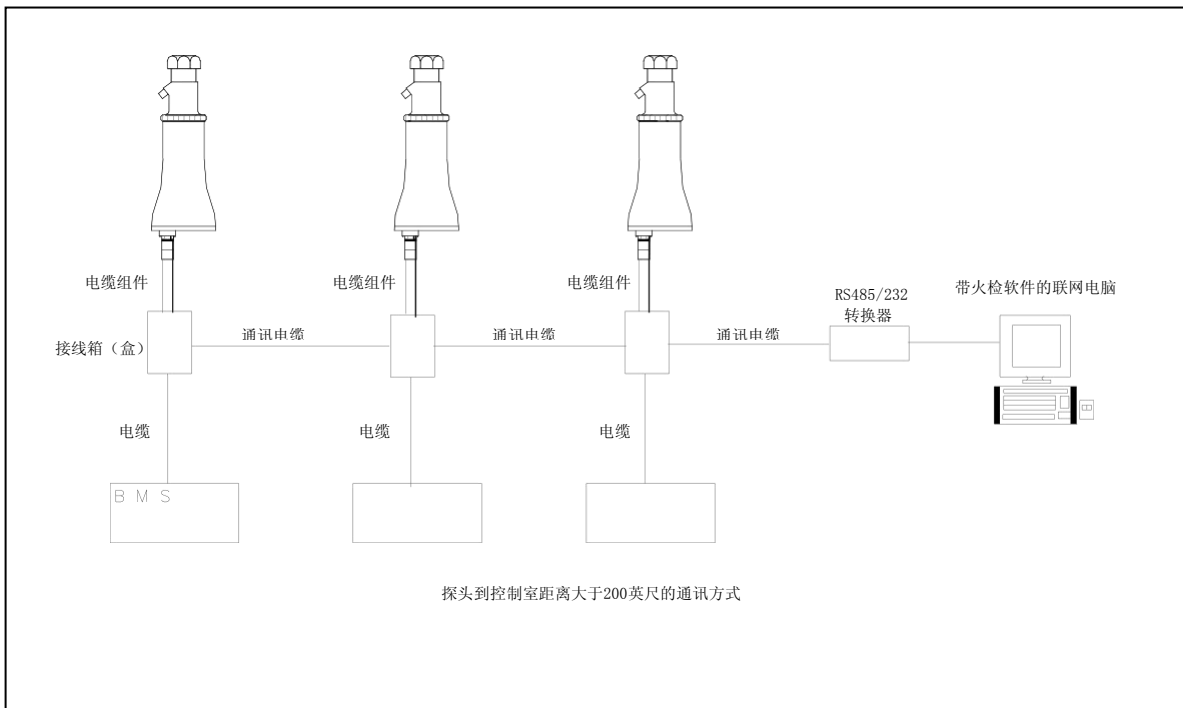 电缆组件
电缆组件
电缆组件
RS485/232
转换器
带火检软件的联网电脑
接线�（盒）
通讯电缆
通讯电缆
通讯电缆
电缆
电缆
电缆
B M S
探头到控制室距离大于200英尺的通讯方式